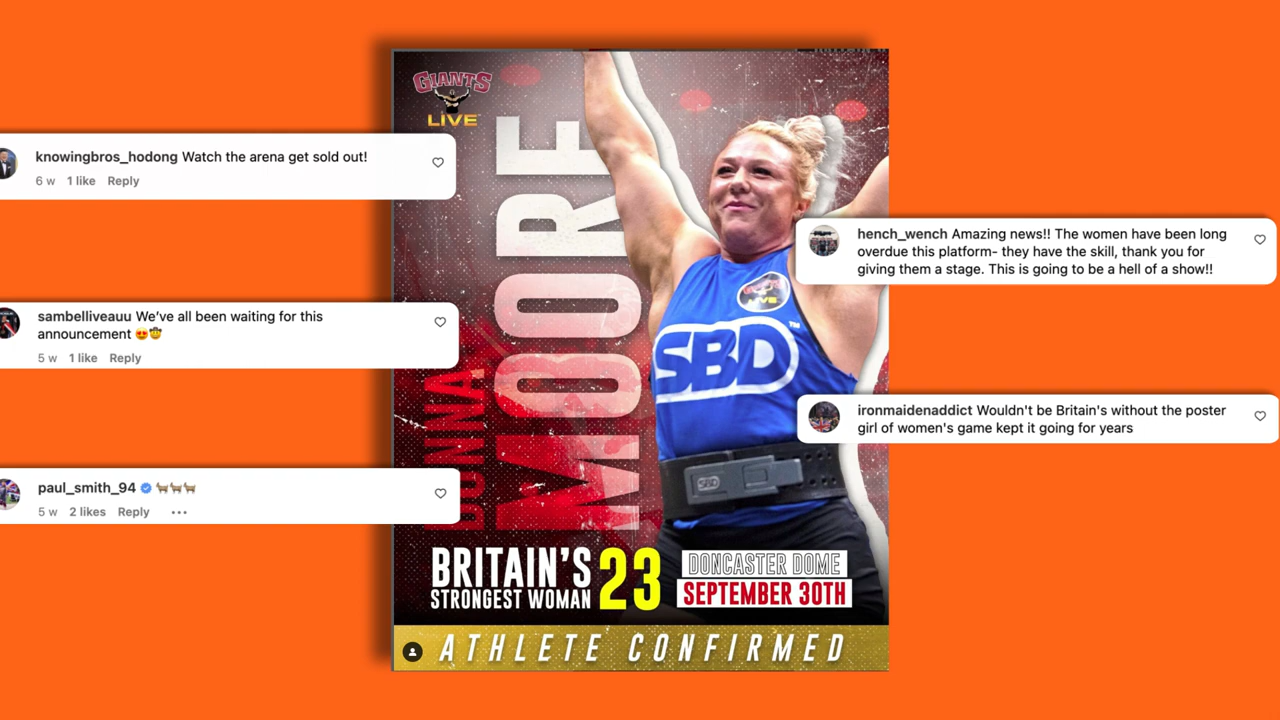 GIANTS
LIVE
DONNA
MOORE
knowingbros_hodong Watch the arena get sold out!
6 w 1 like Reply
sambelliveauu We've all been waiting for this
announcement 😍🤠
5 w 1 like Reply
paul_smith_94 🐐🐐🐐
5 w 2 likes Reply •••
hench_wench Amazing news!! The women have been long
overdue this platform- they have the skill, thank you for
giving them a stage. This is going to be a hell of a show!!
ironmaidenaddict Wouldn't be Britain's without the poster
girl of women's game kept it going for years
LIVE
SBD™
SBD
BRITAIN'S
STRONGEST WOMAN
23
DONCASTER DOME
SEPTEMBER 30TH
ATHLETE CONFIRMED